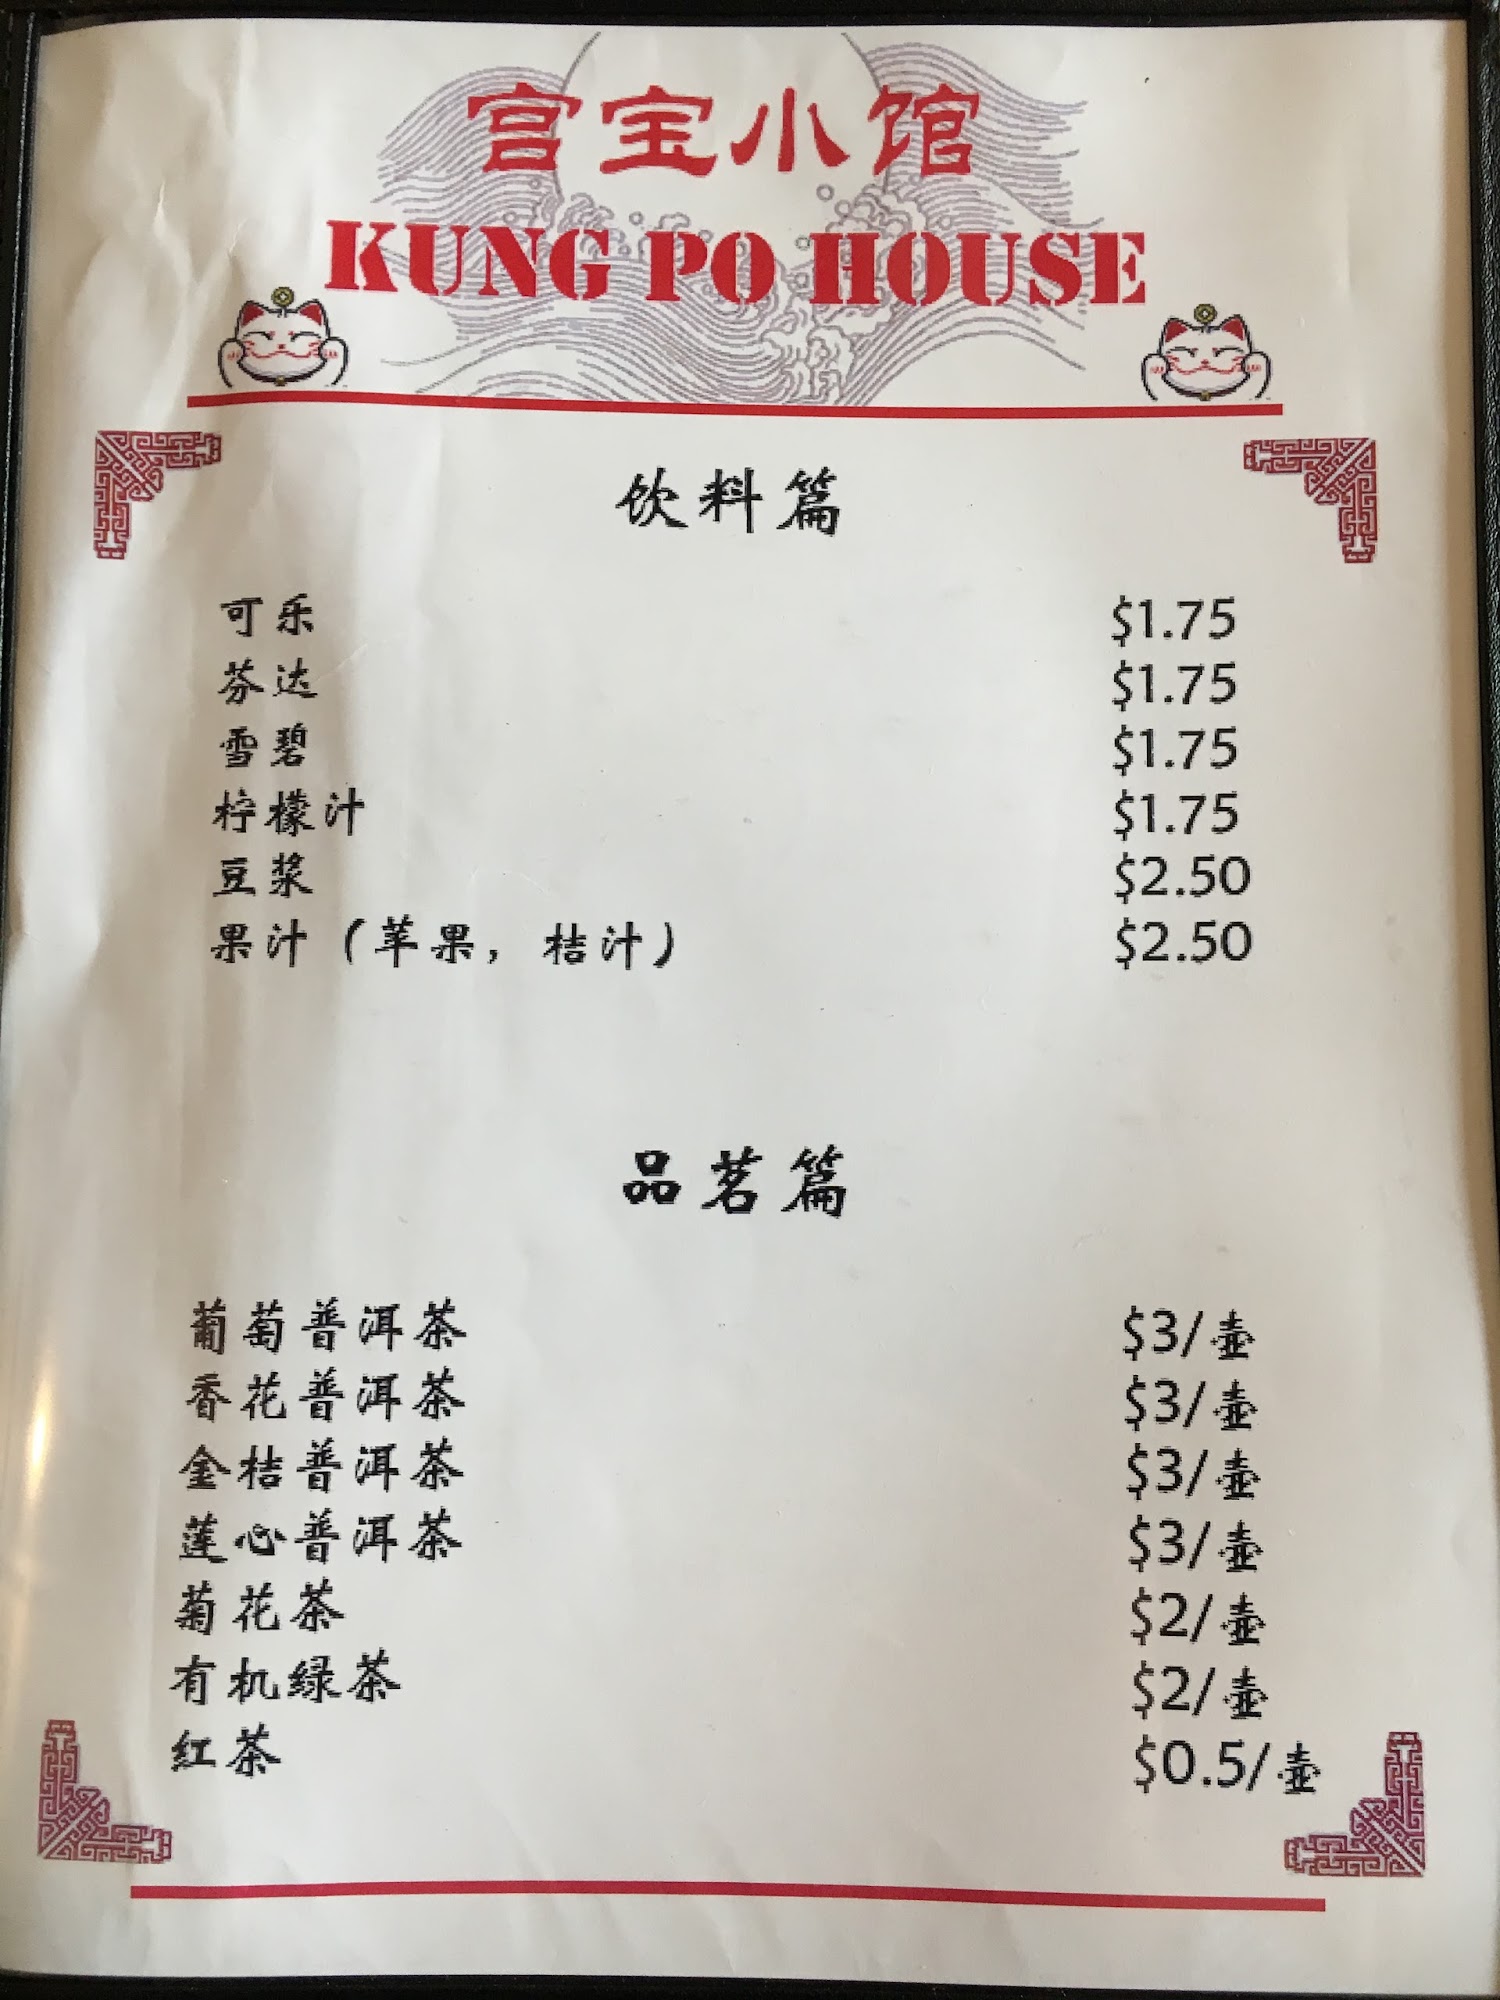 宫宝小馆
KUNG PO HOUSE
饮料篇
可乐 $1.75
芬达 $1.75
雪碧 $1.75
柠檬汁 $1.75
豆浆 $2.50
果汁（苹果，桔汁） $2.50
品茗篇
葡萄普洱茶 $3/壶
香花普洱茶 $3/壶
金桔普洱茶 $3/壶
莲心普洱茶 $3/壶
菊花茶 $2/壶
有机绿茶 $2/壶
红茶 $0.5/壶